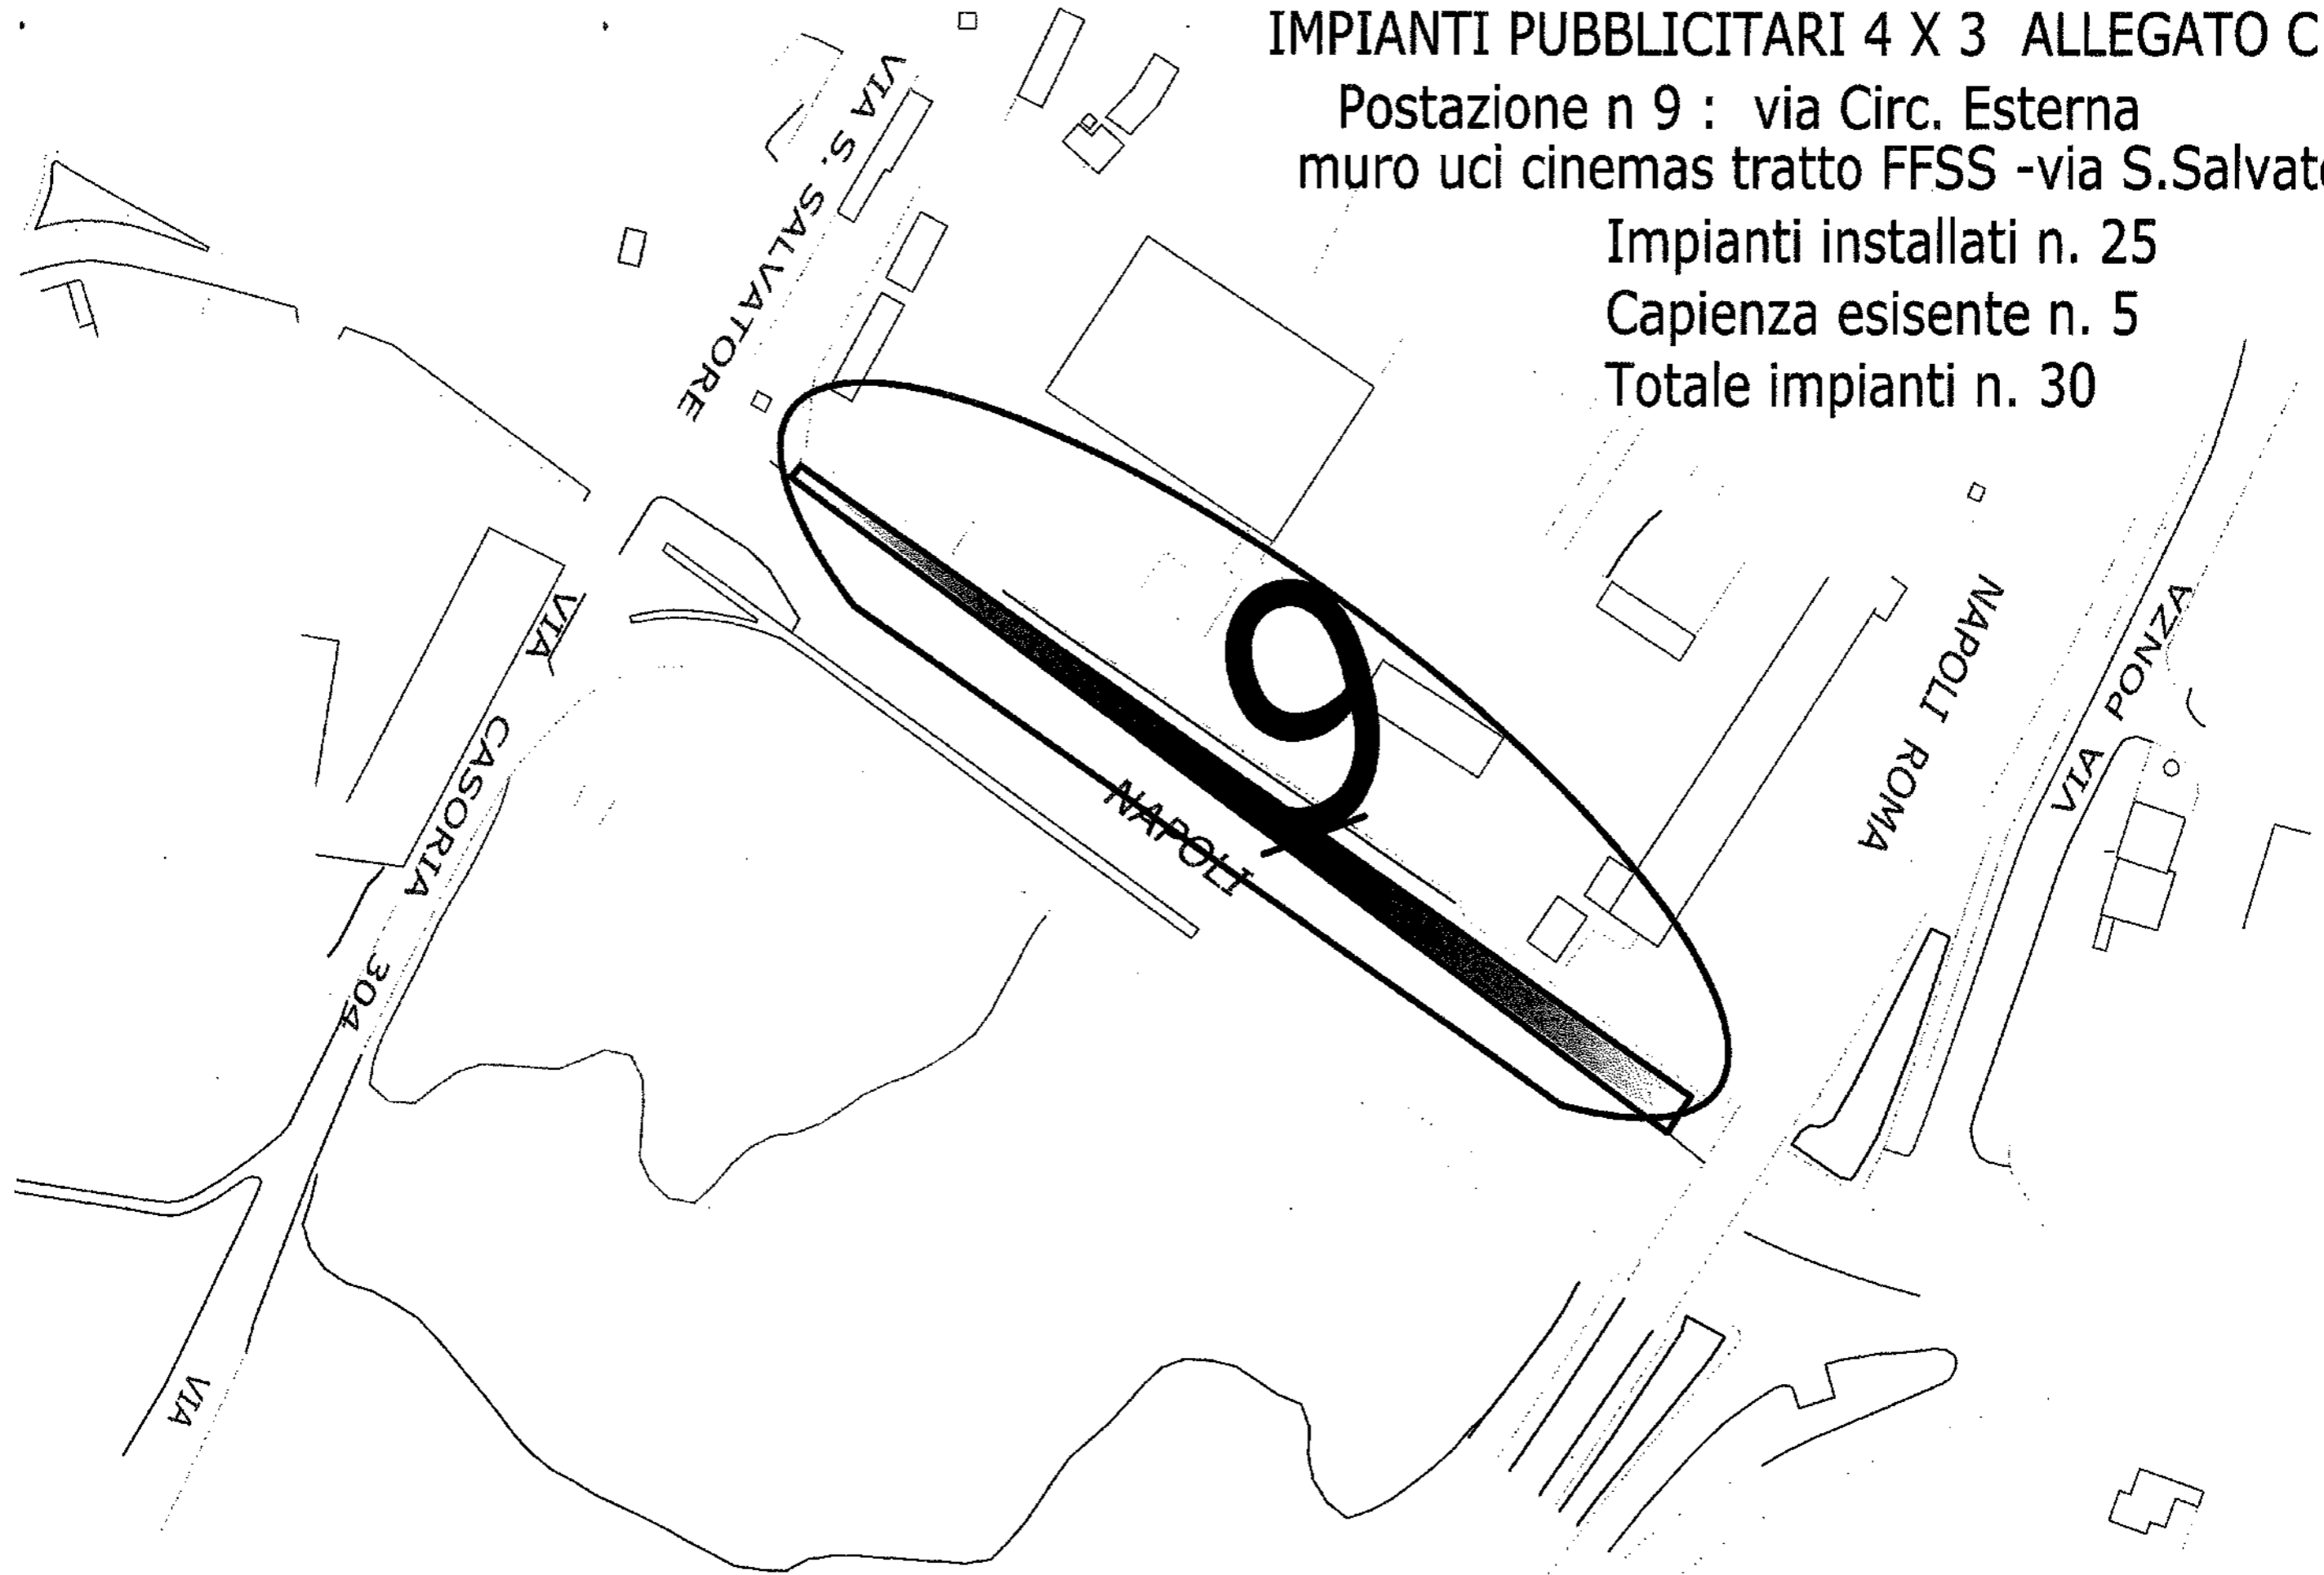 IMPIANTI PUBBLICITARI 4 X 3 ALLEGATO C
Postazione n 9 : via Circ. Esterna
muro uci cinemas tratto FFSS -via S.Salvato
Impianti installati n. 25
Capienza esisente n. 5
Totale impianti n. 30
VIA S. SALVATORE
9
NAPOLI
NAPOLI ROMA
VIA PONZA
VIA CASORIA
304
VIA